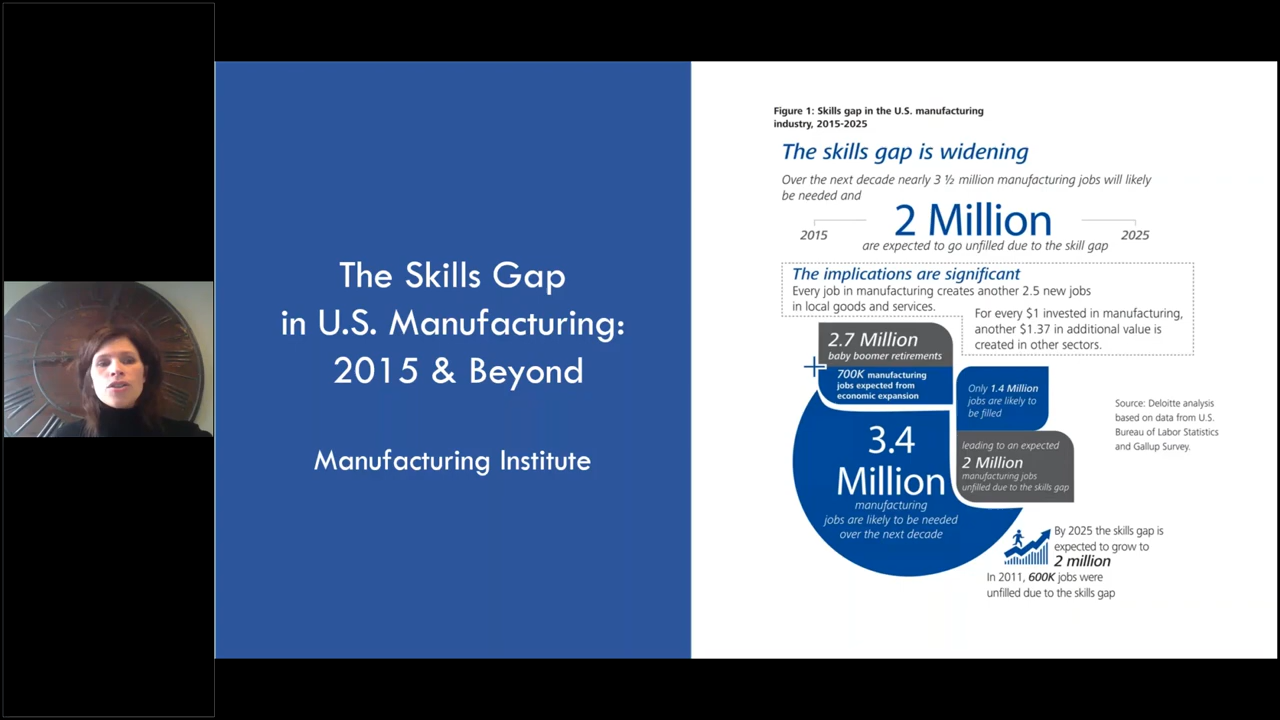 The Skills Gap
in U.S. Manufacturing:
2015 & Beyond
Manufacturing Institute
Figure 1: Skills gap in the U.S. manufacturing
industry, 2015-2025
The skills gap is widening
Over the next decade nearly 3 ½ million manufacturing jobs will likely
be needed and
2 Million
2015
2025
are expected to go unfilled due to the skill gap
The implications are significant
Every job in manufacturing creates another 2.5 new jobs
in local goods and services.
For every $1 invested in manufacturing,
another $1.37 in additional value is
created in other sectors.
2.7 Million
baby boomer retirements
700K manufacturing
jobs expected from
economic expansion
Only 1.4 Million
jobs are likely to
be filled
Source: Deloitte analysis
based on data from U.S.
Bureau of Labor Statistics
and Gallup Survey.
3.4
Million
manufacturing
jobs are likely to be needed
over the next decade
leading to an expected
2 Million
manufacturing jobs
unfilled due to the skills gap
By 2025 the skills gap is
expected to grow to
2 million
In 2011, 600K jobs were
unfilled due to the skills gap